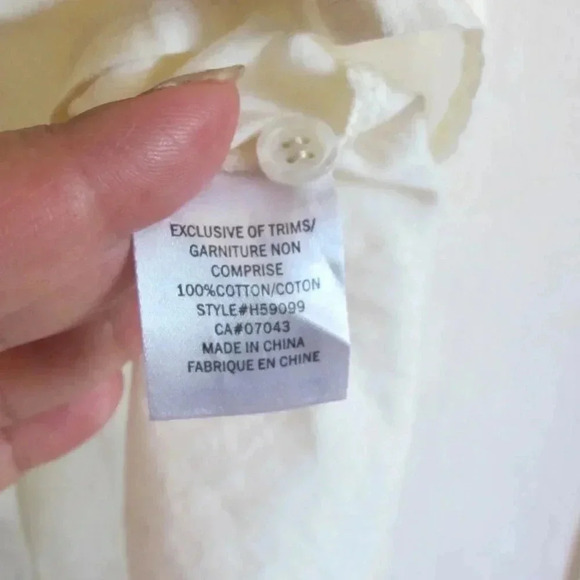 EXCLUSIVE OF TRIMS/
GARNITURE NON
COMPRISE
100%COTTON/COTON
STYLE#H59099
CA#07043
MADE IN CHINA
FABRIQUE EN CHINE